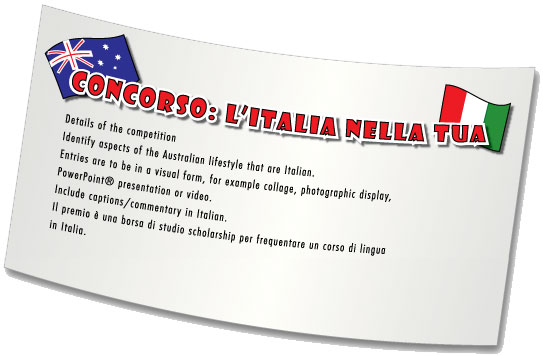 CONCORSO: L'ITALIA NELLA TUA
Details of the competition
Identify aspects of the Australian lifestyle that are Italian.
Entries are to be in a visual form, for example collage, photographic display,
PowerPoint® presentation or video.
Include captions/commentary in Italian.
Il premio è una borsa di studio scholarship per frequentare un corso di lingua
in Italia.